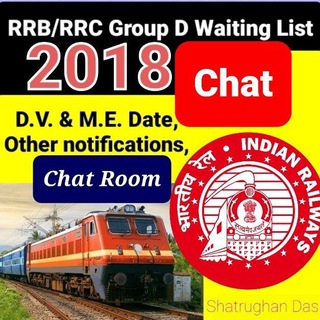 RRB/RRC Group D Waiting List
2018
Chat
D.V. & M.E. Date,
Other notifications,
Chat Room
भारतीय रेल
INDIAN RAILWAYS
Shatrughan Das